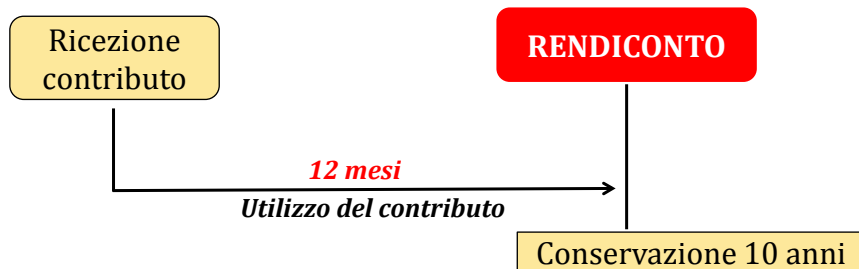 Ricezione
contributo
RENDICONTO
12 mesi
Utilizzo del contributo
Conservazione 10 anni